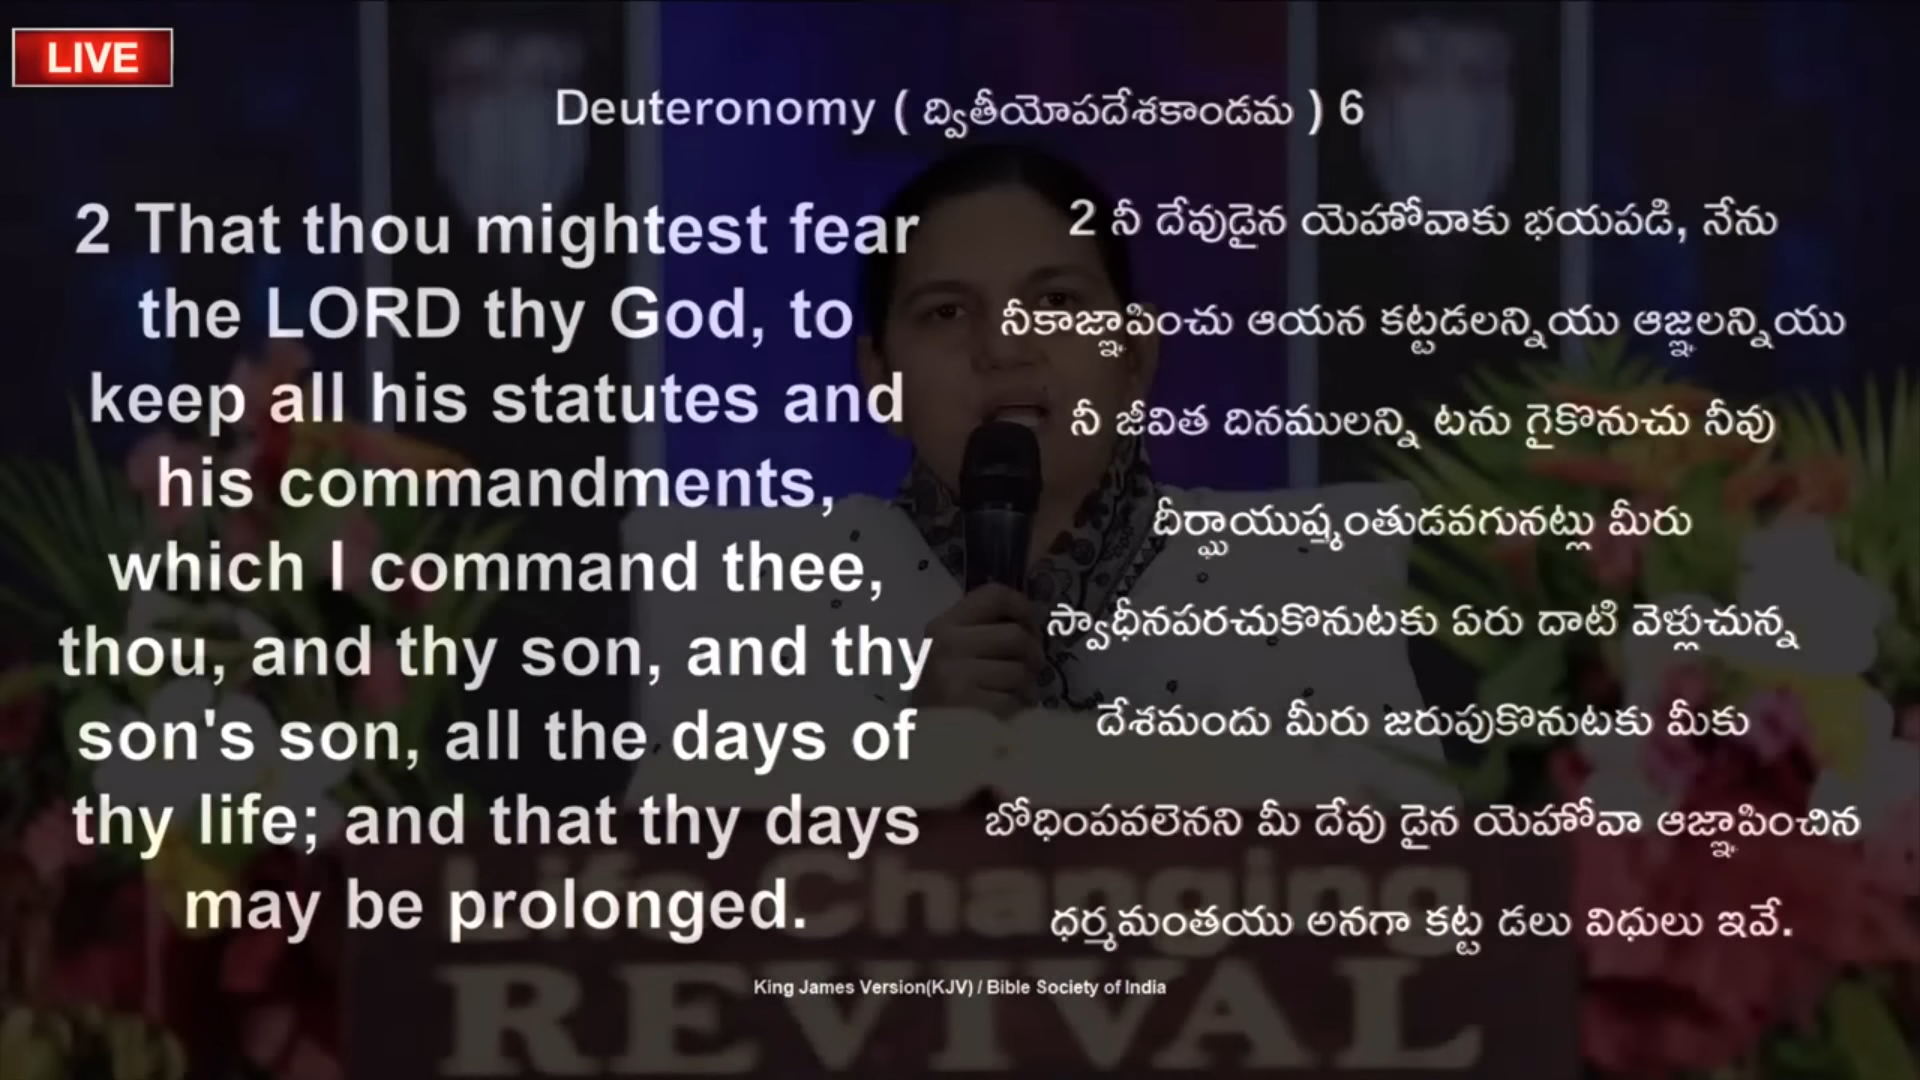 LIVE
Deuteronomy ( ద్వితీయోపదేశకాండమ ) 6
2 That thou mightest fear
the LORD thy God, to
keep all his statutes and
his commandments,
which I command thee,
thou, and thy son, and thy
son's son, all the days of
thy life; and that thy days
may be prolonged.
2 నీ దేవుడైన యెహోవాకు భయపడి, నేను
నీకాజ్ఞాపించు ఆయన కట్టడలన్నియు ఆజ్ఞలన్నియు
నీ జీవిత దినములన్ని టను గైకొనుచు నీవు
దీర్ఘాయుష్మంతుడవగునట్లు మీరు
స్వాధీనపరచుకొనుటకు ఏరు దాటి వెళ్లుచున్న
దేశమందు మీరు జరుపుకొనుటకు మీకు
బోధింపవలెనని మీ దేవు డైన యెహోవా ఆజ్ఞాపించిన
ధర్మమంతయు అనగా కట్ట డలు విధులు ఇవే.
King James Version(KJV) / Bible Society of India
Life Changing
REVIVAL